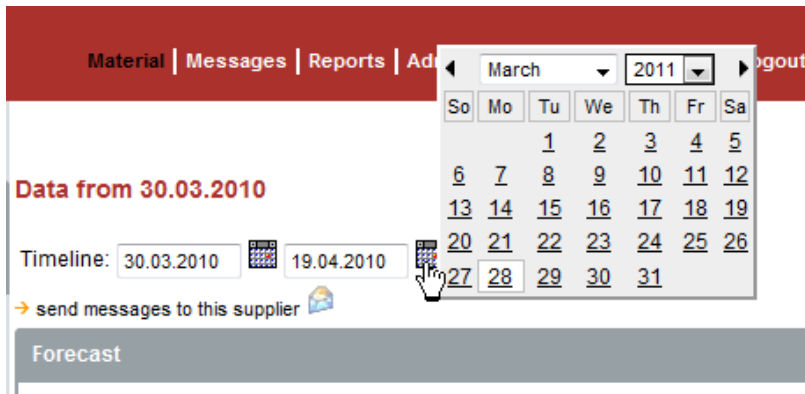 Material | Messages | Reports | Ad
ogout
March 2011
So Mo Tu We Th Fr Sa
1 2 3 4 5
6 7 8 9 10 11 12
13 14 15 16 17 18 19
20 21 22 23 24 25 26
27 28 29 30 31
Data from 30.03.2010
Timeline: 30.03.2010 19.04.2010
→ send messages to this supplier
Forecast